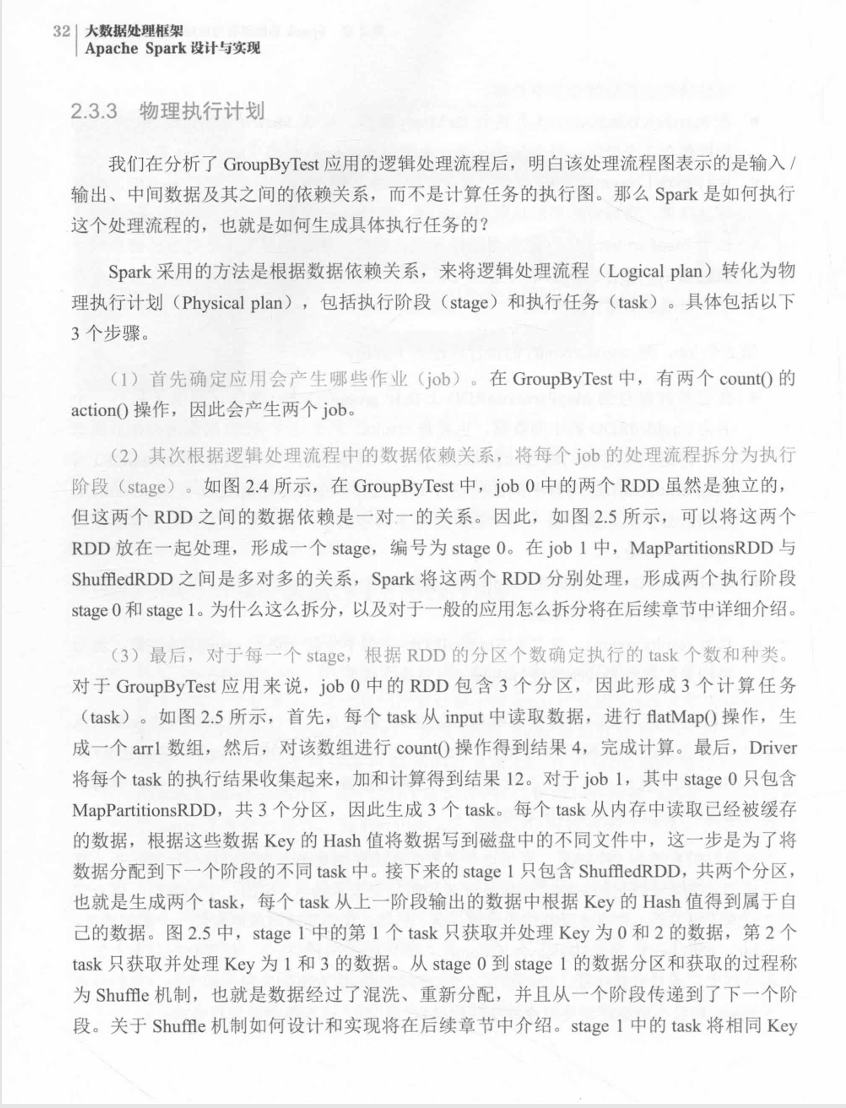 32 大数据处理框架
Apache Spark 设计与实现
2.3.3 物理执行计划
我们在分析了 GroupByTest 应用的逻辑处理流程后，明白该处理流程图表示的是输入 /
输出、中间数据及其之间的依赖关系，而不是计算任务的执行图。那么 Spark 是如何执行
这个处理流程的，也就是如何生成具体执行任务的？
Spark 采用的方法是根据数据依赖关系，来将逻辑处理流程（Logical plan）转化为物
理执行计划（Physical plan），包括执行阶段（stage）和执行任务（task）。具体包括以下
3 个步骤。
（1）首先确定应用会产生哪些作业（job）。在 GroupByTest 中，有两个 count() 的
action() 操作，因此会产生两个 job。
（2）其次根据逻辑处理流程中的数据依赖关系，将每个 job 的处理流程拆分为执行
阶段（stage）。如图 2.4 所示，在 GroupByTest 中，job 0 中的两个 RDD 虽然是独立的，
但这两个 RDD 之间的数据依赖是一对一的关系。因此，如图 2.5 所示，可以将这两个
RDD 放在一起处理，形成一个 stage，编号为 stage 0。在 job 1 中，MapPartitionsRDD 与
ShuffledRDD 之间是多对多的关系，Spark 将这两个 RDD 分别处理，形成两个执行阶段
stage 0 和 stage 1。为什么这么拆分，以及对于一般的应用怎么拆分将在后续章节中详细介绍。
（3）最后，对于每一个 stage，根据 RDD 的分区个数确定执行的 task 个数和种类。
对于 GroupByTest 应用来说，job 0 中的 RDD 包含 3 个分区，因此形成 3 个计算任务
（task）。如图 2.5 所示，首先，每个 task 从 input 中读取数据，进行 flatMap() 操作，生
成一个 arr1 数组，然后，对该数组进行 count() 操作得到结果 4，完成计算。最后，Driver
将每个 task 的执行结果收集起来，加和计算得到结果 12。对于 job 1，其中 stage 0 只包含
MapPartitionsRDD，共 3 个分区，因此生成 3 个 task。每个 task 从内存中读取已经被缓存
的数据，根据这些数据 Key 的 Hash 值将数据写到磁盘中的不同文件中，这一步是为了将
数据分配到下一个阶段的不同 task 中。接下来的 stage 1 只包含 ShuffledRDD，共两个分区，
也就是生成两个 task，每个 task 从上一阶段输出的数据中根据 Key 的 Hash 值得到属于自
己的数据。图 2.5 中，stage 1 中的第 1 个 task 只获取并处理 Key 为 0 和 2 的数据，第 2 个
task 只获取并处理 Key 为 1 和 3 的数据。从 stage 0 到 stage 1 的数据分区和获取的过程称
为 Shuffle 机制，也就是数据经过了混洗、重新分配，并且从一个阶段传递到了下一个阶
段。关于 Shuffle 机制如何设计和实现将在后续章节中介绍。stage 1 中的 task 将相同 Key